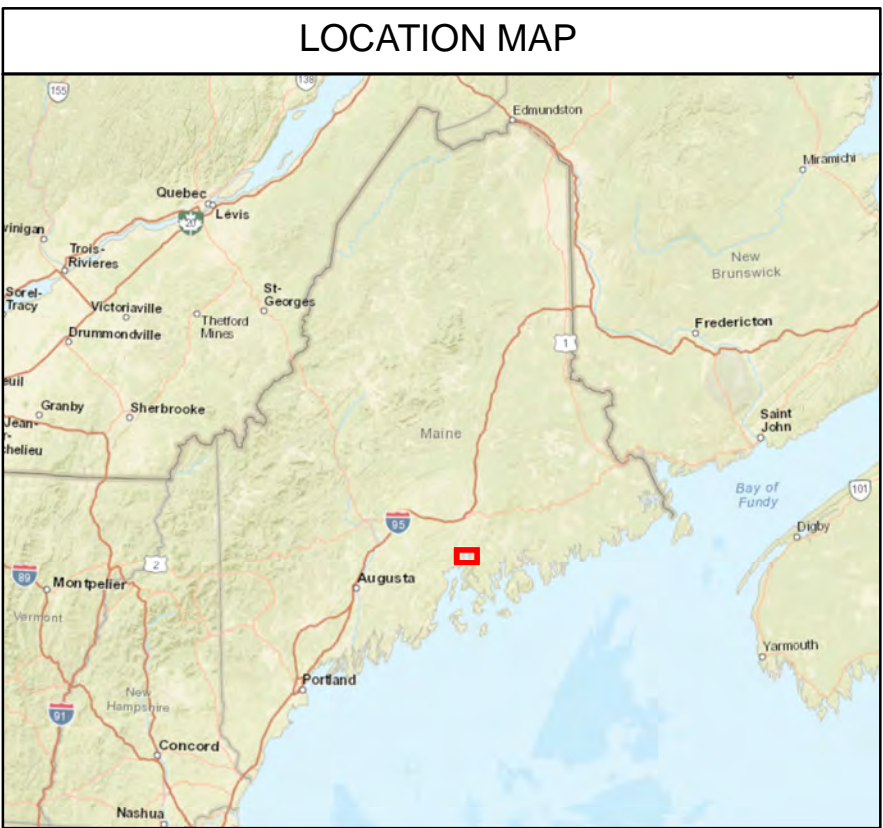 LOCATION MAP
155
138
Edmundston
Miramichi
Quebec
Lévis
20
vinigan
Trois-
Rivieres
New
Brunswick
Sorel-
Tracy
Victoriaville
St-
Georges
Thetford
Mines
Drummondville
Fredericton
1
euil
Granby
Sherbrooke
Jean-
r-
chelieu
Maine
Saint
John
Bay of
Fundy
101
95
Digby
2
89
Montpelier
Augusta
Vermont
Yarmouth
Portland
New
Hampshire
91
Concord
Nashua